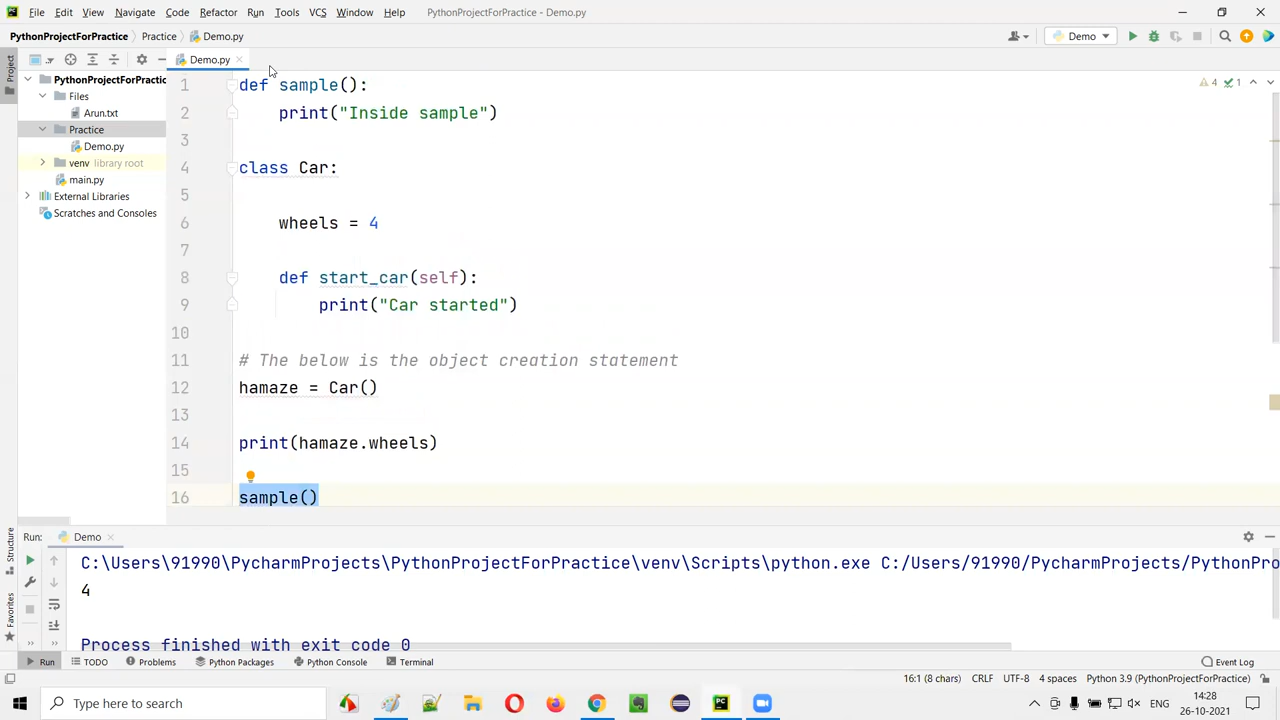 File Edit View Navigate Code Refactor Run Tools VCS Window Help PythonProjectForPractice - Demo.py
PythonProjectForPractice Practice Demo.py Demo
Project
Demo.py
PythonProjectForPractic
Files
Arun.txt
Practice
Demo.py
venv library root
main.py
External Libraries
Scratches and Consoles
4 1
1 def sample():
2 print("Inside sample")
3
4 class Car:
5
6 wheels = 4
7
8 def start_car(self):
9 print("Car started")
10
11 # The below is the object creation statement
12 hamaze = Car()
13
14 print(hamaze.wheels)
15
16 sample()
Structure
Favorites
Run: Demo
C:\Users\91990\PycharmProjects\PythonProjectForPractice\venv\Scripts\python.exe C:/Users/91990/PycharmProjects/PythonPro
4
Process finished with exit code 0
Run TODO Problems Python Packages Python Console Terminal Event Log
16:1 (8 chars) CRLF UTF-8 4 spaces Python 3.9 (PythonProjectForPractice)
Type here to search
ENG
14:28
26-10-2021